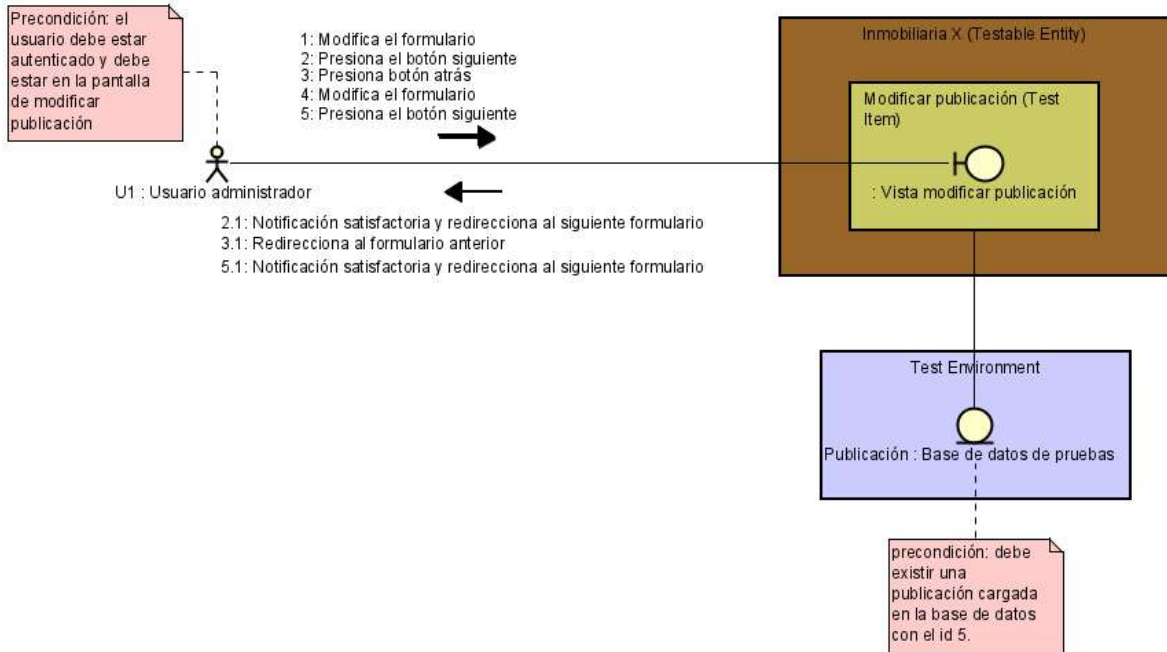 Precondición: el
usuario debe estar
autenticado y debe
estar en la pantalla
de modificar
publicación
1: Modifica el formulario
2: Presiona el botón siguiente
3: Presiona botón atrás
4: Modifica el formulario
5: Presiona el botón siguiente
U1 : Usuario administrador
2.1: Notificación satisfactoria y redirecciona al siguiente formulario
3.1: Redirecciona al formulario anterior
5.1: Notificación satisfactoria y redirecciona al siguiente formulario
Inmobiliaria X (Testable Entity)
Modificar publicación (Test
Item)
: Vista modificar publicación
Test Environment
Publicación : Base de datos de pruebas
precondición: debe
existir una
publicación cargada
en la base de datos
con el id 5.